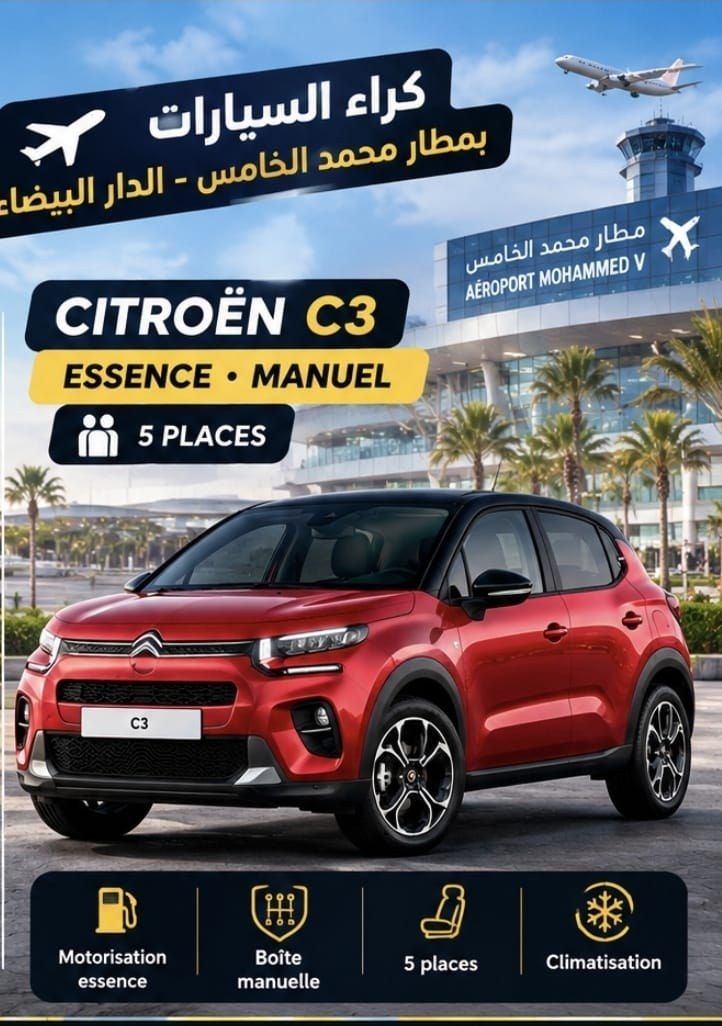 كراء السيارات
بمطار محمد الخامس - الدار البيضاء
مطار محمد الخامس
AÉROPORT MOHAMMED V
CITROËN C3
ESSENCE • MANUEL
5 PLACES
C3
Motorisation
essence
Boîte
manuelle
5 places
Climatisation